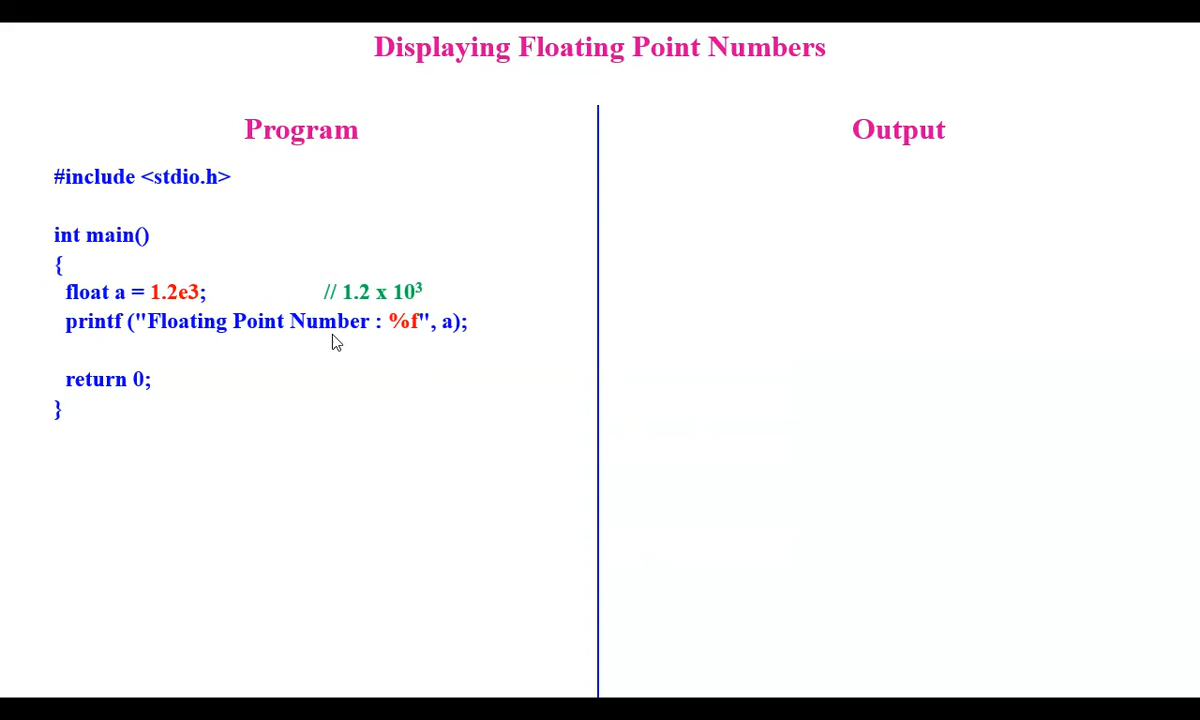 Displaying Floating Point Numbers
Program
#include <stdio.h>
int main()
{
float a = 1.2e3; // 1.2 x 10³
printf ("Floating Point Number : %f", a);
return 0;
}
Output